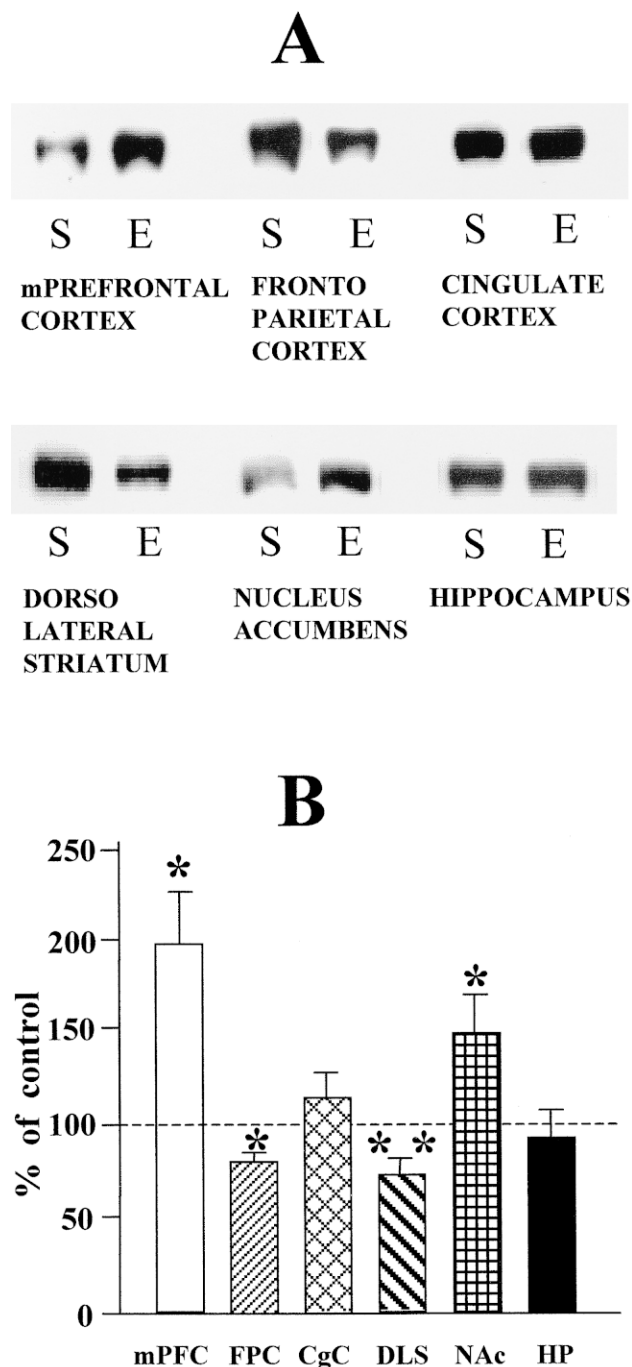 A
S E S E S E
mPREFRONTAL FRONTO CINGULATE
CORTEX PARIETAL CORTEX
CORTEX
S E S E S E
DORSO NUCLEUS HIPPOCAMPUS
LATERAL ACCUMBENS
STRIATUM
B
250
*
200
*
150
% of control
100
* * *
50
0
mPFC FPC CgC DLS NAc HP